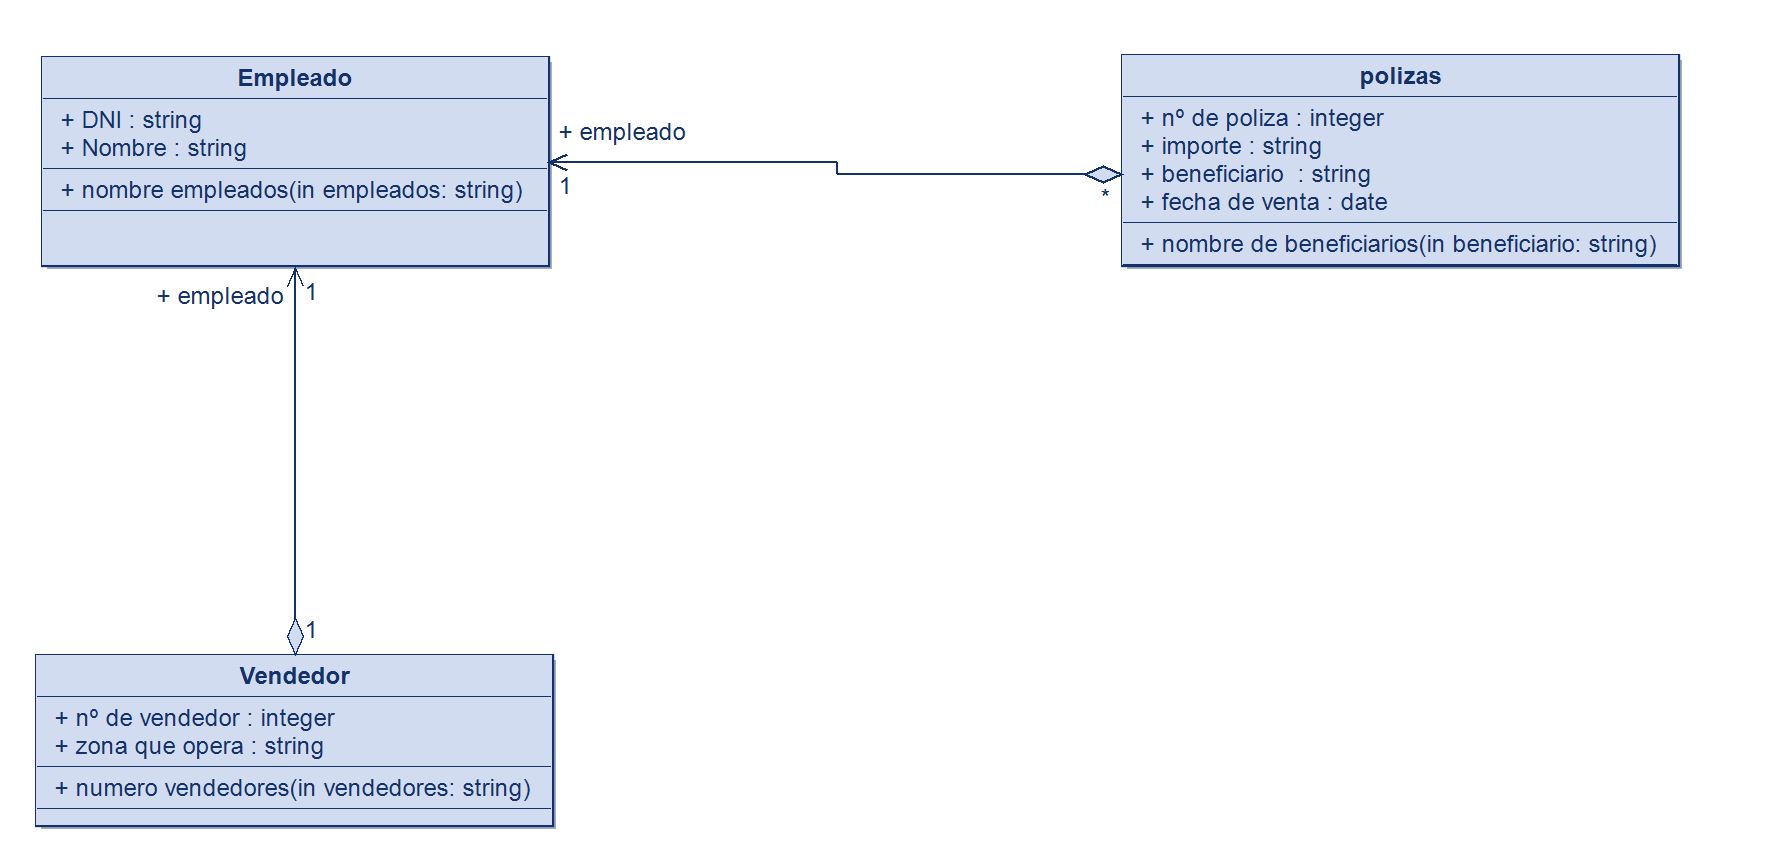 Empleado
+ DNI : string
+ Nombre : string
+ nombre empleados(in empleados: string)
+ empleado
1
*
polizas
+ nº de poliza : integer
+ importe : string
+ beneficiario  : string
+ fecha de venta : date
+ nombre de beneficiarios(in beneficiario: string)
+ empleado
1
1
Vendedor
+ nº de vendedor : integer
+ zona que opera : string
+ numero vendedores(in vendedores: string)